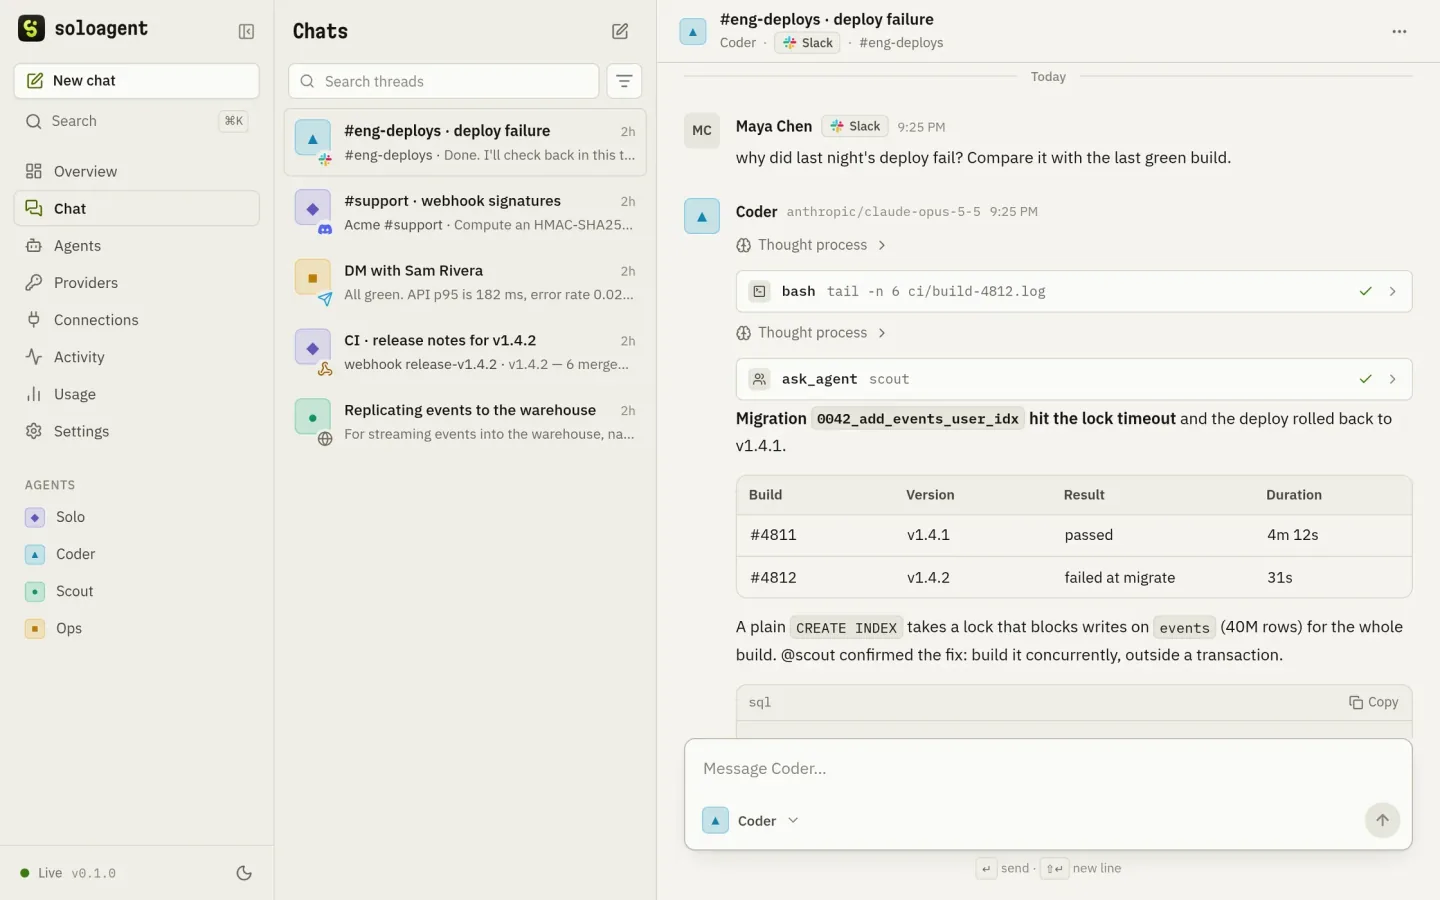 soloagent
New chat
Search ⌘K
Overview
Chat
Agents
Providers
Connections
Activity
Usage
Settings
AGENTS
Solo
Coder
Scout
Ops
Live v0.1.0
Chats
Search threads
#eng-deploys · deploy failure 2h
#eng-deploys · Done. I'll check back in this t...
#support · webhook signatures 2h
Acme #support · Compute an HMAC-SHA25...
DM with Sam Rivera 2h
All green. API p95 is 182 ms, error rate 0.02...
CI · release notes for v1.4.2 2h
webhook release-v1.4.2 · v1.4.2 — 6 merge...
Replicating events to the warehouse 2h
For streaming events into the warehouse, na...
#eng-deploys · deploy failure
Coder · Slack · #eng-deploys
Today
MC Maya Chen Slack 9:25 PM
why did last night's deploy fail? Compare it with the last green build.
Coder anthropic/claude-opus-5-5 9:25 PM
Thought process
bash tail -n 6 ci/build-4812.log
Thought process
ask_agent scout
Migration 0042_add_events_user_idx hit the lock timeout and the deploy rolled back to
v1.4.1.
Build Version Result Duration
#4811 v1.4.1 passed 4m 12s
#4812 v1.4.2 failed at migrate 31s
A plain CREATE INDEX takes a lock that blocks writes on events (40M rows) for the whole
build. @scout confirmed the fix: build it concurrently, outside a transaction.
sql Copy
Message Coder...
Coder
↵ send · ⇧↵ new line